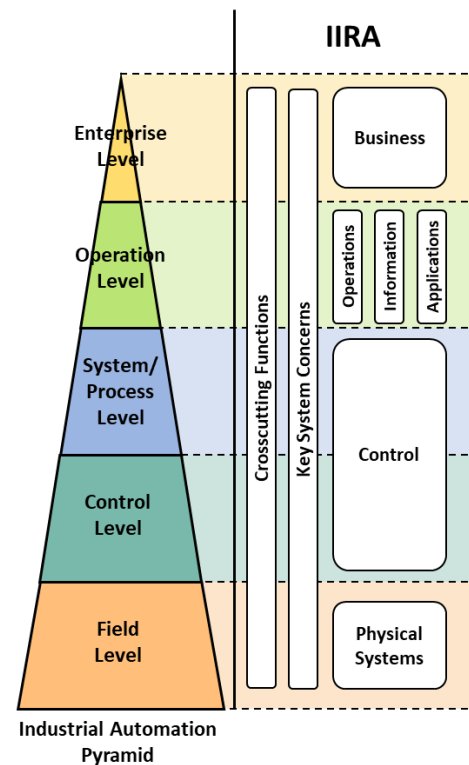 IIRA
Enterprise
Level
Operation
Level
System/
Process
Level
Control
Level
Field
Level
Industrial Automation
Pyramid
Crosscutting Functions
Key System Concerns
Business
Operations
Information
Applications
Control
Physical
Systems